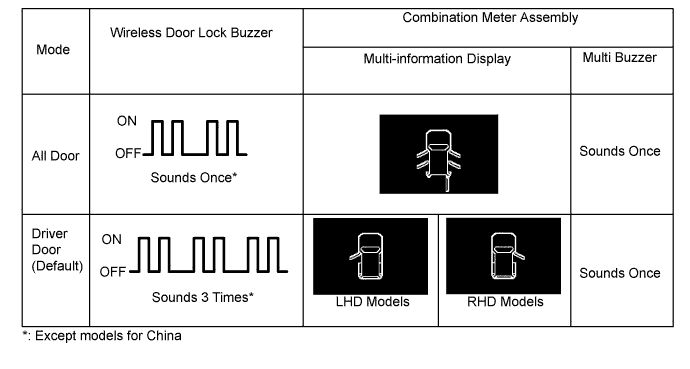 Mode
Wireless Door Lock Buzzer
Combination Meter Assembly
Multi-information Display
Multi Buzzer
All Door
ON
OFF
Sounds Once*
Sounds Once
Driver
Door
(Default)
ON
OFF
Sounds 3 Times*
LHD Models
RHD Models
Sounds Once
*: Except models for China